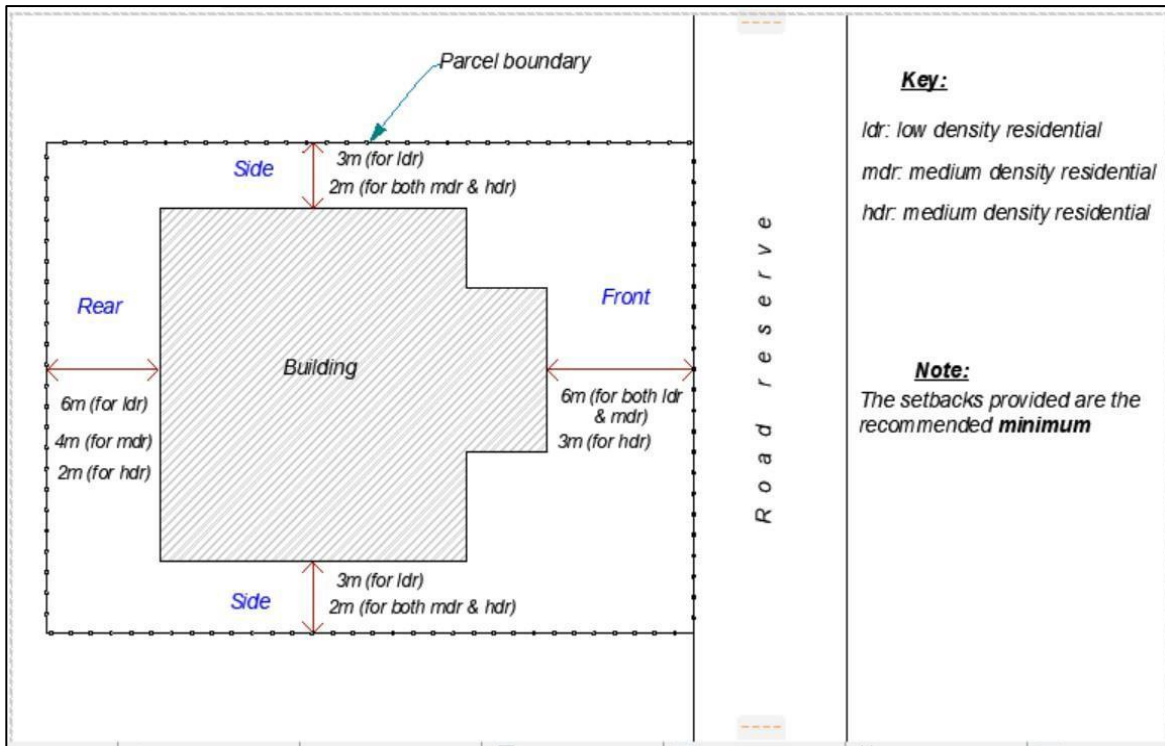 Parcel boundary
Side
3m (for ldr)
2m (for both mdr & hdr)
Rear
6m (for ldr)
4m (for mdr)
2m (for hdr)
Building
Front
6m (for both ldr
& mdr)
3m (for hdr)
Side
3m (for ldr)
2m (for both mdr & hdr)
Road reserve
Key:
ldr: low density residential
mdr: medium density residential
hdr: medium density residential
Note:
The setbacks provided are the
recommended minimum